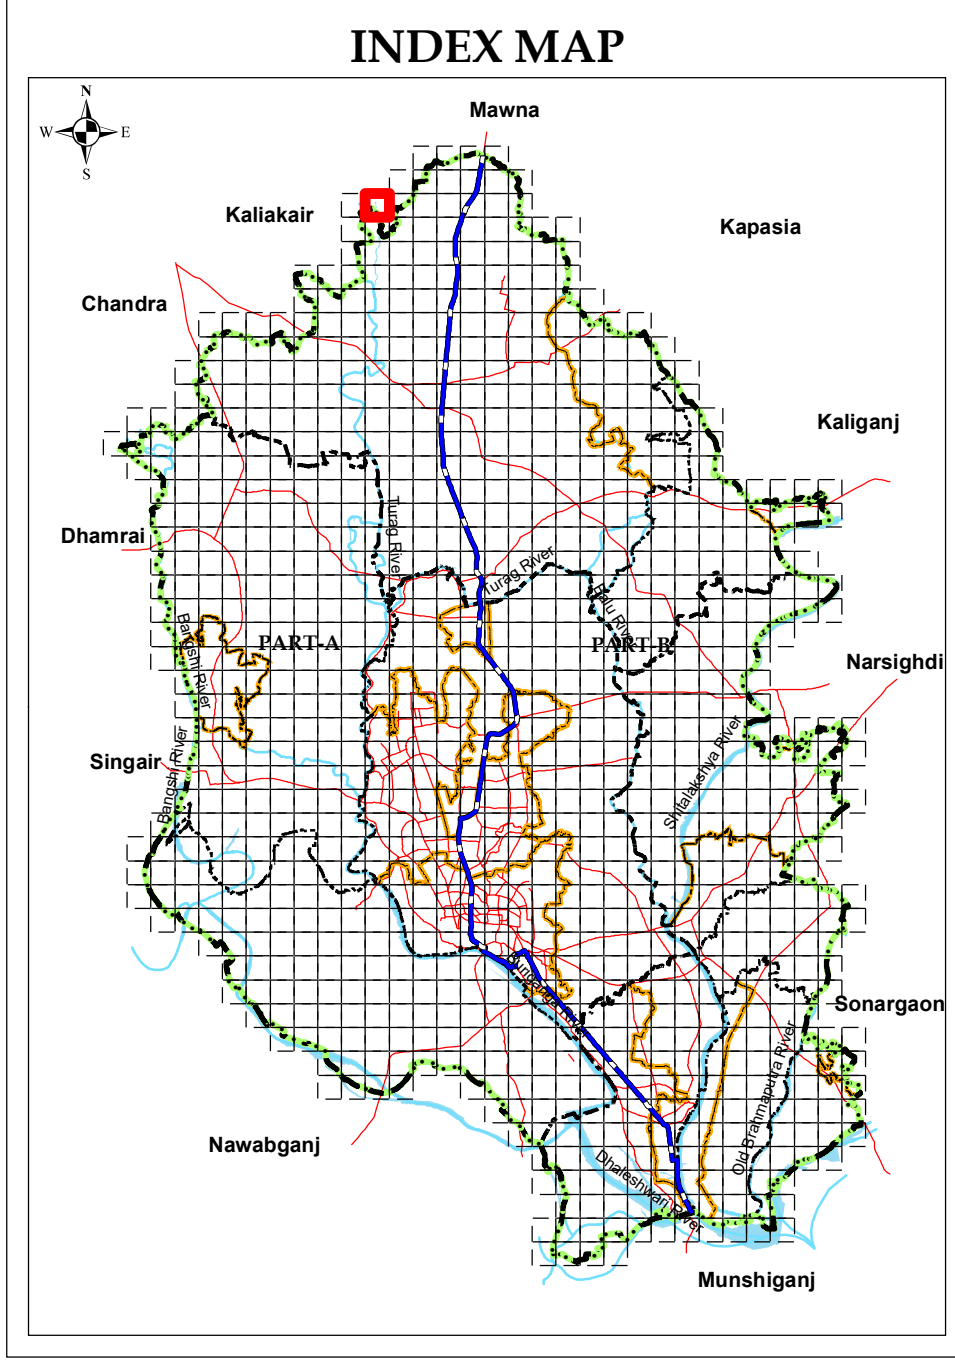 INDEX MAP
N
W E
S
Mawna
Kaliakair
Kapasia
Chandra
Kaliganj
Dhamrai
Turag River
Turag River
Balu River
Bangshi River
PART-A
PART-B
Narsighdi
Singair
Bangshi River
Shitalakshya River
Buriganga River
Sonargaon
Old Brahmaputra River
Nawabganj
Dhaleshwari River
Munshiganj